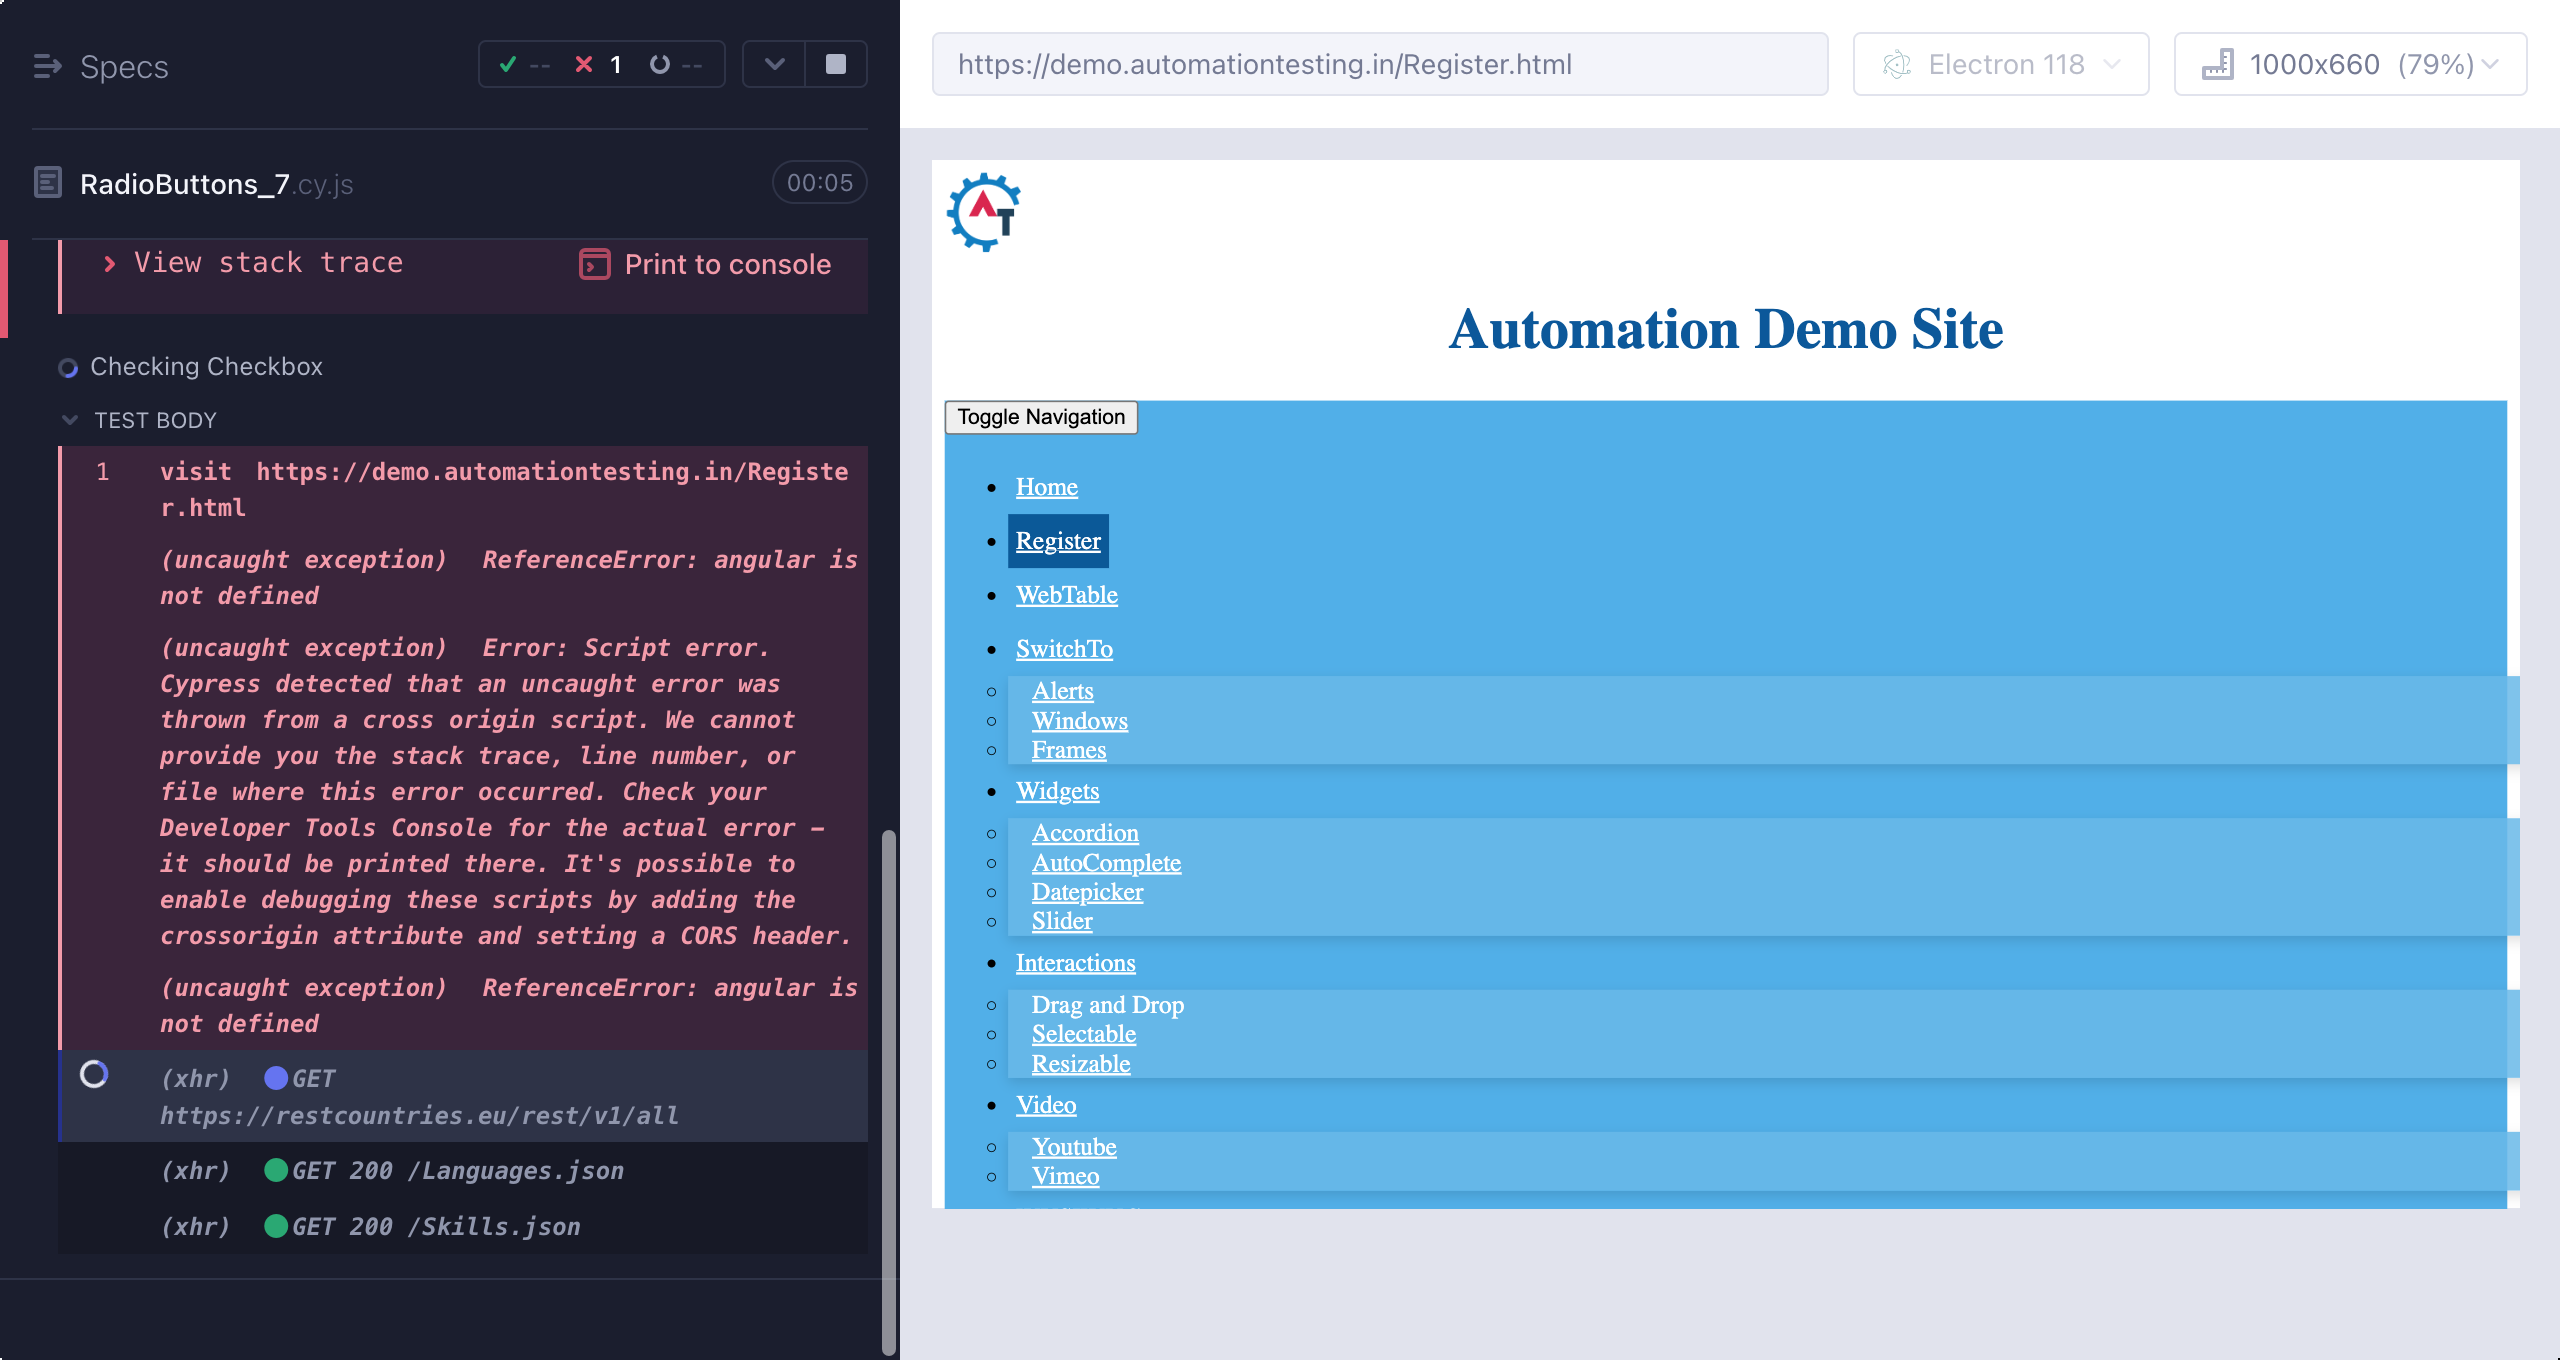 Specs
-- 1 --
RadioButtons_7.cy.js
00:05
View stack trace
Print to console
Checking Checkbox
TEST BODY
1 visit https://demo.automationtesting.in/Registe
r.html
(uncaught exception) ReferenceError: angular is
not defined
(uncaught exception) Error: Script error.
Cypress detected that an uncaught error was
thrown from a cross origin script. We cannot
provide you the stack trace, line number, or
file where this error occurred. Check your
Developer Tools Console for the actual error –
it should be printed there. It's possible to
enable debugging these scripts by adding the
crossorigin attribute and setting a CORS header.
(uncaught exception) ReferenceError: angular is
not defined
(xhr) GET
https://restcountries.eu/rest/v1/all
(xhr) GET 200 /Languages.json
(xhr) GET 200 /Skills.json
https://demo.automationtesting.in/Register.html
Electron 118
1000x660 (79%)
AT
Automation Demo Site
Toggle Navigation
Home
Register
WebTable
SwitchTo
Alerts
Windows
Frames
Widgets
Accordion
AutoComplete
Datepicker
Slider
Interactions
Drag and Drop
Selectable
Resizable
Video
Youtube
Vimeo